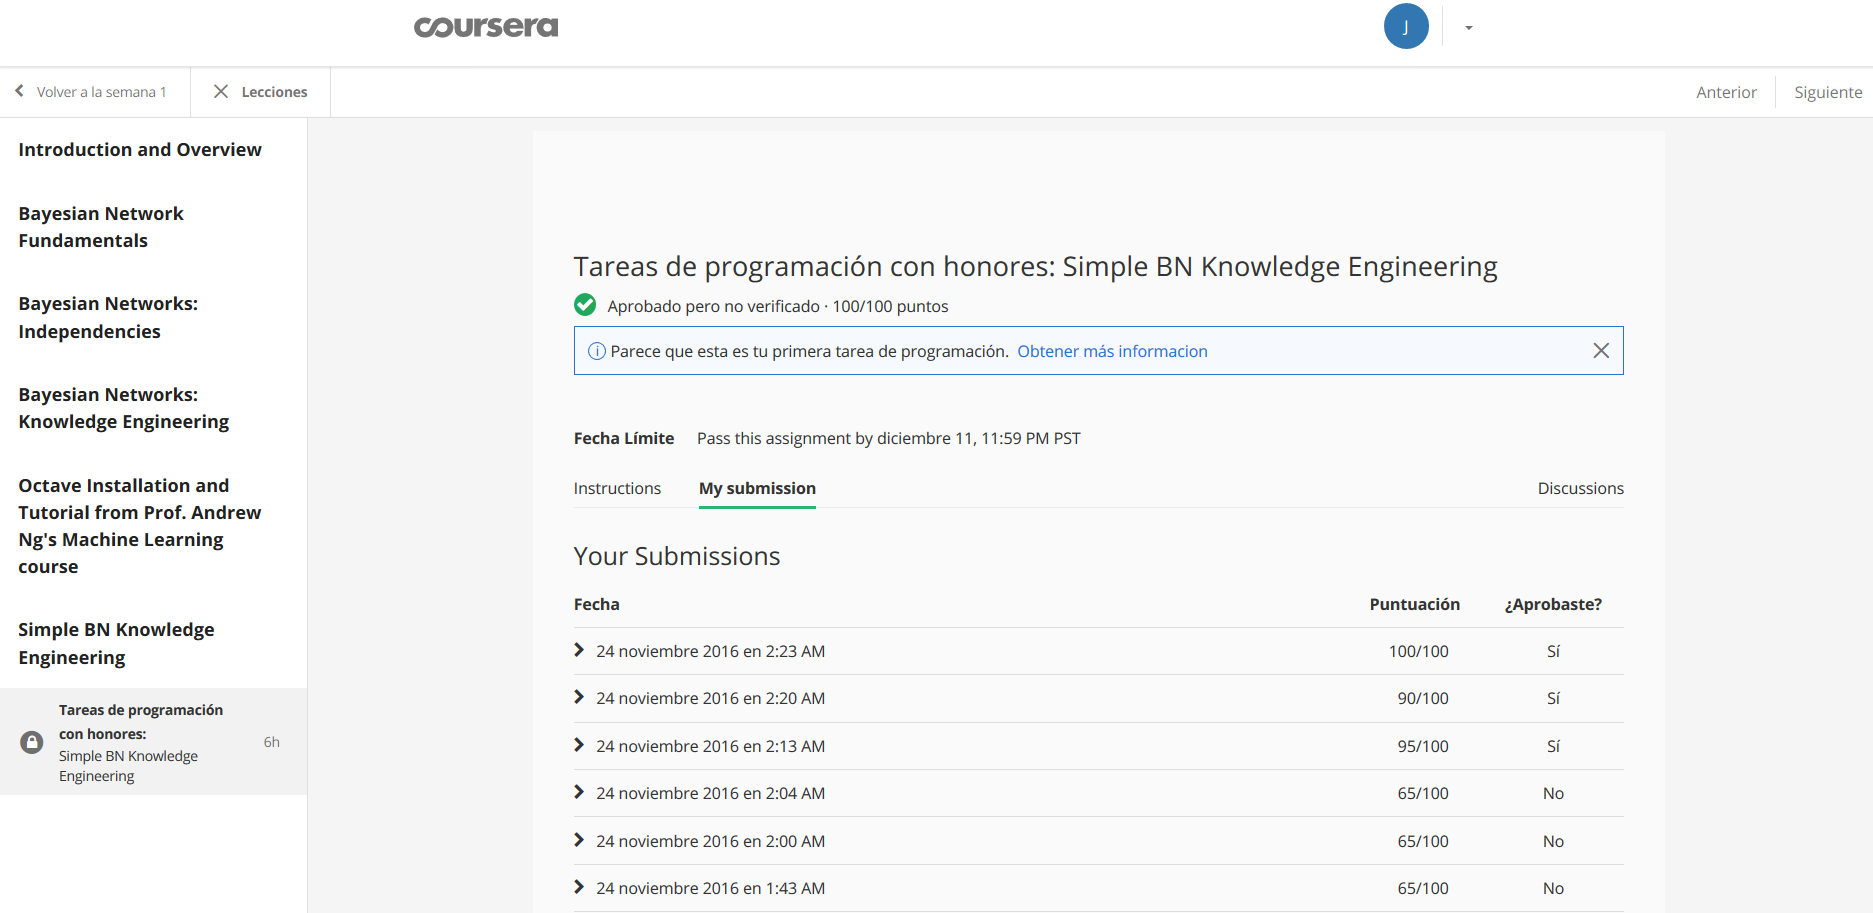 coursera
J
Volver a la semana 1
Lecciones
Anterior
Siguiente
Introduction and Overview
Bayesian Network
Fundamentals
Bayesian Networks:
Independencies
Bayesian Networks:
Knowledge Engineering
Octave Installation and
Tutorial from Prof. Andrew
Ng's Machine Learning
course
Simple BN Knowledge
Engineering
Tareas de programación
con honores:
Simple BN Knowledge
Engineering
6h
Tareas de programación con honores: Simple BN Knowledge Engineering
Aprobado pero no verificado · 100/100 puntos
Parece que esta es tu primera tarea de programación. Obtener más informacion
Fecha Límite Pass this assignment by diciembre 11, 11:59 PM PST
Instructions My submission Discussions
Your Submissions
Fecha Puntuación ¿Aprobaste?
24 noviembre 2016 en 2:23 AM 100/100 Sí
24 noviembre 2016 en 2:20 AM 90/100 Sí
24 noviembre 2016 en 2:13 AM 95/100 Sí
24 noviembre 2016 en 2:04 AM 65/100 No
24 noviembre 2016 en 2:00 AM 65/100 No
24 noviembre 2016 en 1:43 AM 65/100 No